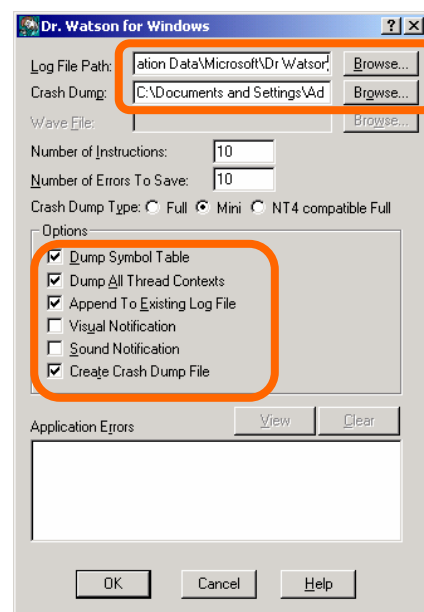 Dr. Watson for Windows
Log File Path: ation Data\Microsoft\Dr Watson\ Browse...
Crash Dump: C:\Documents and Settings\Ad Browse...
Wave File: Browse...
Number of Instructions: 10
Number of Errors To Save: 10
Crash Dump Type: Full Mini NT4 compatible Full
Options
Dump Symbol Table
Dump All Thread Contexts
Append To Existing Log File
Visual Notification
Sound Notification
Create Crash Dump File
Application Errors View Clear
OK Cancel Help